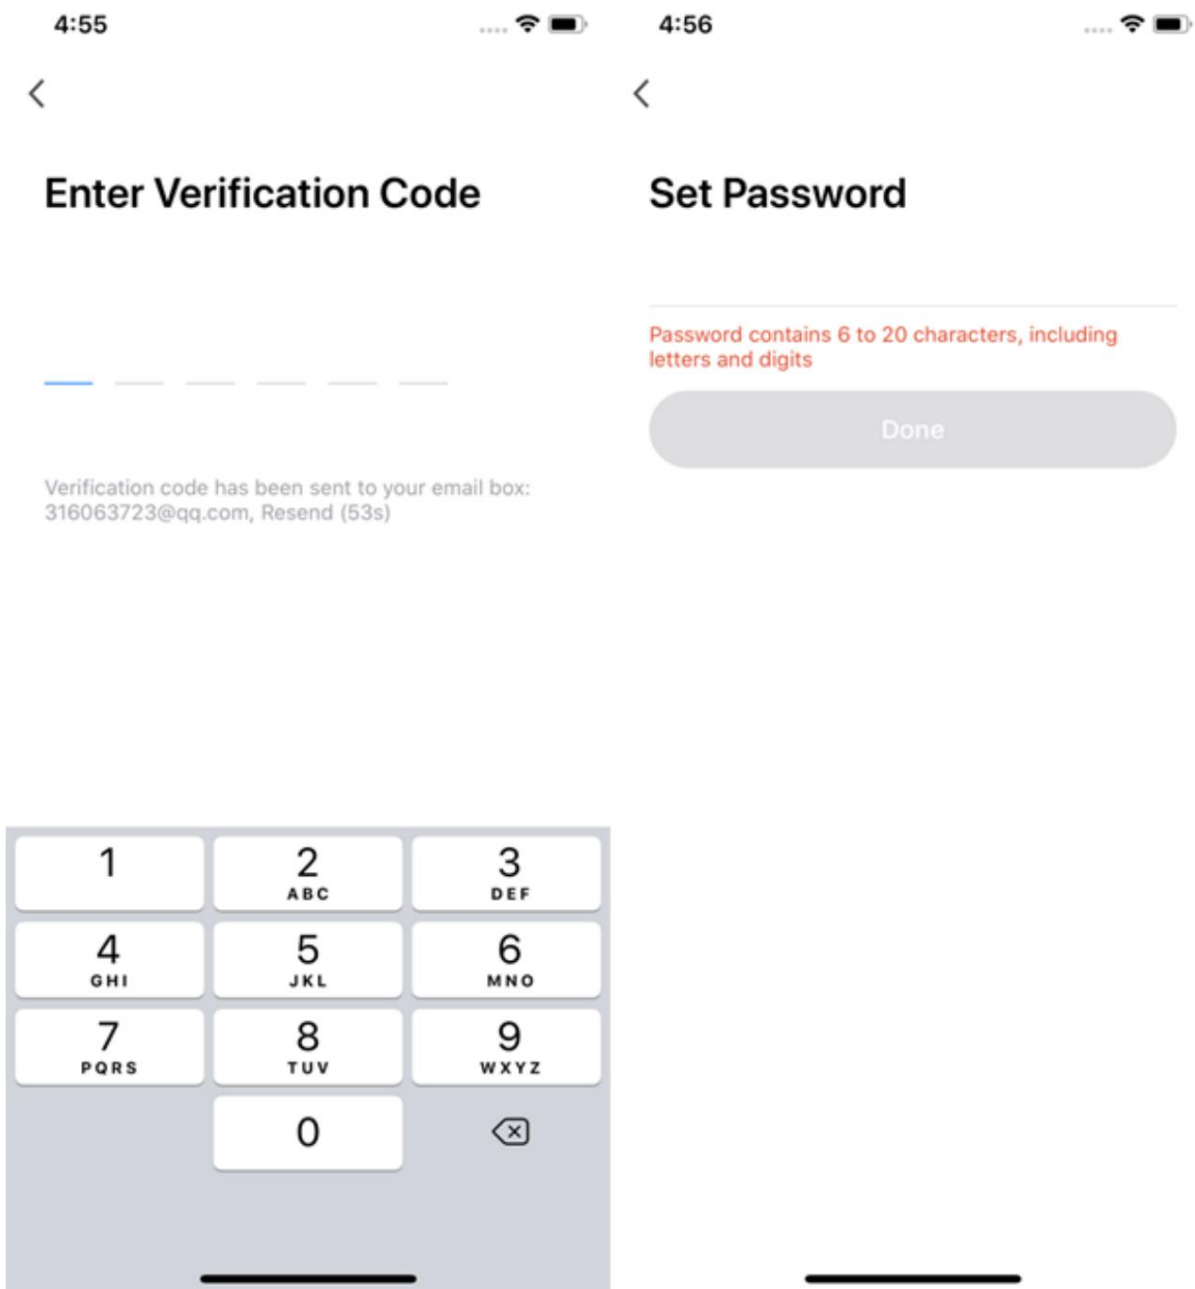 4:55
Enter Verification Code
Verification code has been sent to your email box:
316063723@qq.com, Resend (53s)
1
2
ABC
3
DEF
4
GHI
5
JKL
6
MNO
7
PQRS
8
TUV
9
WXYZ
0
4:56
Set Password
Password contains 6 to 20 characters, including
letters and digits
Done